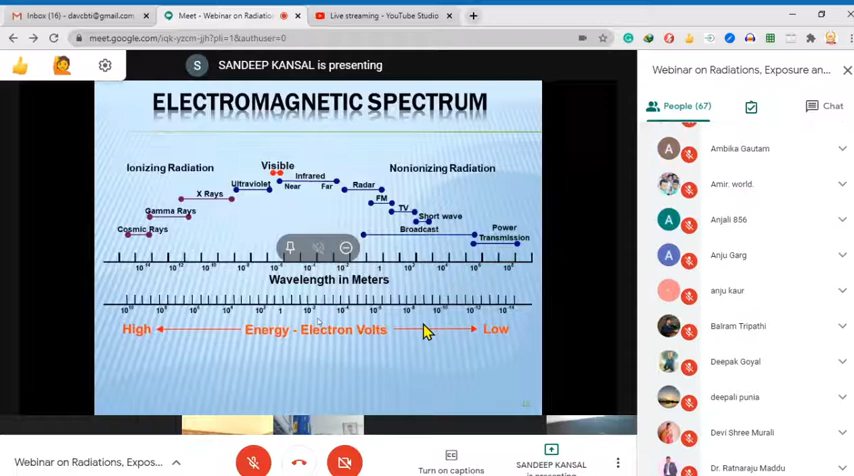 Inbox (16) - davcbti@gmail.com
Meet - Webinar on Radiation
Live streaming - YouTube Studio
meet.google.com/iqk-yzcm-jjh?pli=1&authuser=0
S SANDEEP KANSAL is presenting
Webinar on Radiations, Exposure an...
People (67)
Chat
ELECTROMAGNETIC SPECTRUM
Ionizing Radiation
Visible
Nonionizing Radiation
Infrared
Ultraviolet
Near Far
Radar
X Rays
FM
TV
Gamma Rays
Short wave
Cosmic Rays
Broadcast
Power
Transmission
Wavelength in Meters
High
Energy - Electron Volts
Low
A Ambika Gautam
Amir. world.
A Anjali 856
A Anju Garg
anju kaur
Balram Tripathi
Deepak Goyal
deepali punia
Devi Shree Murali
Dr. Ratnaraju Maddu
Webinar on Radiations, Expos...
Turn on captions
SANDEEP KANSAL
is presenting